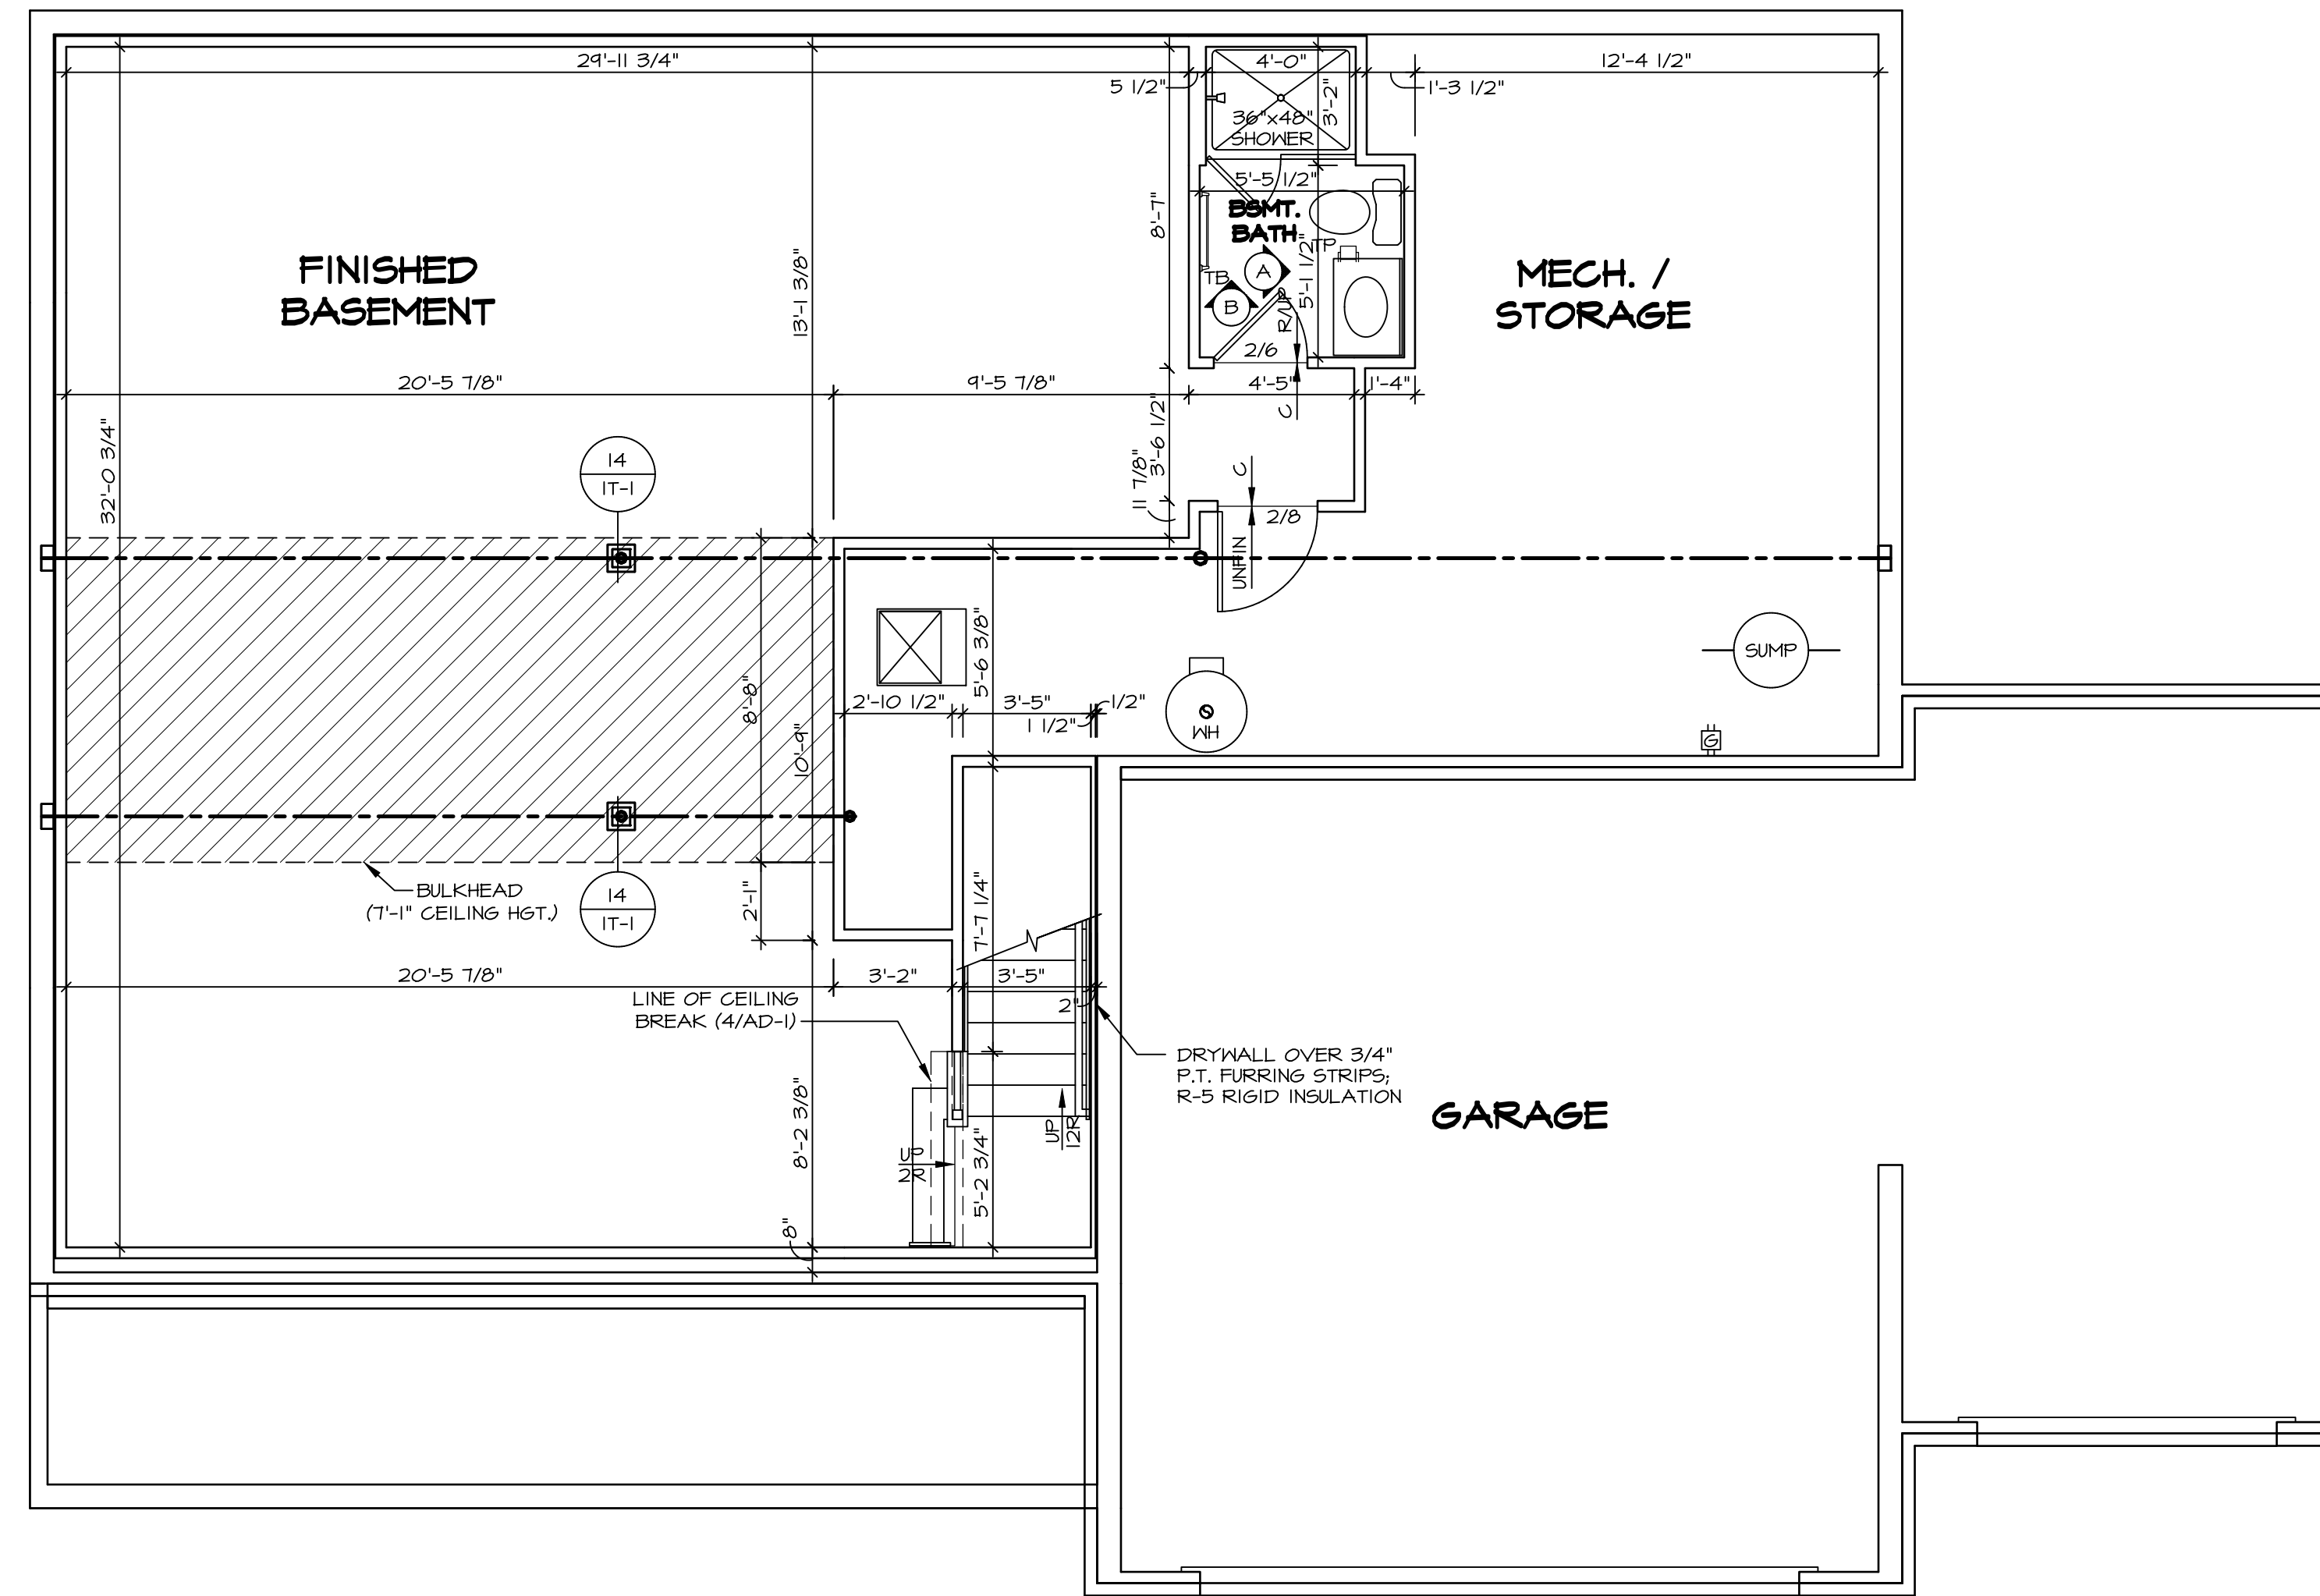 29'-11 3/4"
4'-0"
12'-4 1/2"
5 1/2"
1'-3 1/2"
3'-2"
36"x48"
SHOWER
5'-5 1/2"
8'-7"
BSMT.
BATH
TP
5'-1 1/2"
TB
A
B
R/UP
2/6
13'-1 3/8"
FINISHED
BASEMENT
MECH. /
STORAGE
20'-5 7/8"
9'-5 7/8"
4'-5"
1'-4"
C
3'-6 1/2"
11 7/8"
32'-0 3/4"
14
1T-1
C
2/8
UNFIN
5'-6 3/8"
SUMP
8'-8"
10'-9"
2'-10 1/2"
3'-5"
1/2"
1 1/2"
WH
G
BULKHEAD
(7'-1" CEILING HGT.)
14
1T-1
2'-1"
7'-7 1/4"
20'-5 7/8"
3'-2"
3'-5"
2"
LINE OF CEILING
BREAK (4/AD-1)
DRYWALL OVER 3/4"
P.T. FURRING STRIPS;
R-5 RIGID INSULATION
GARAGE
8'-2 3/8"
UP
2R
UP
12R
5'-2 3/4"
8"